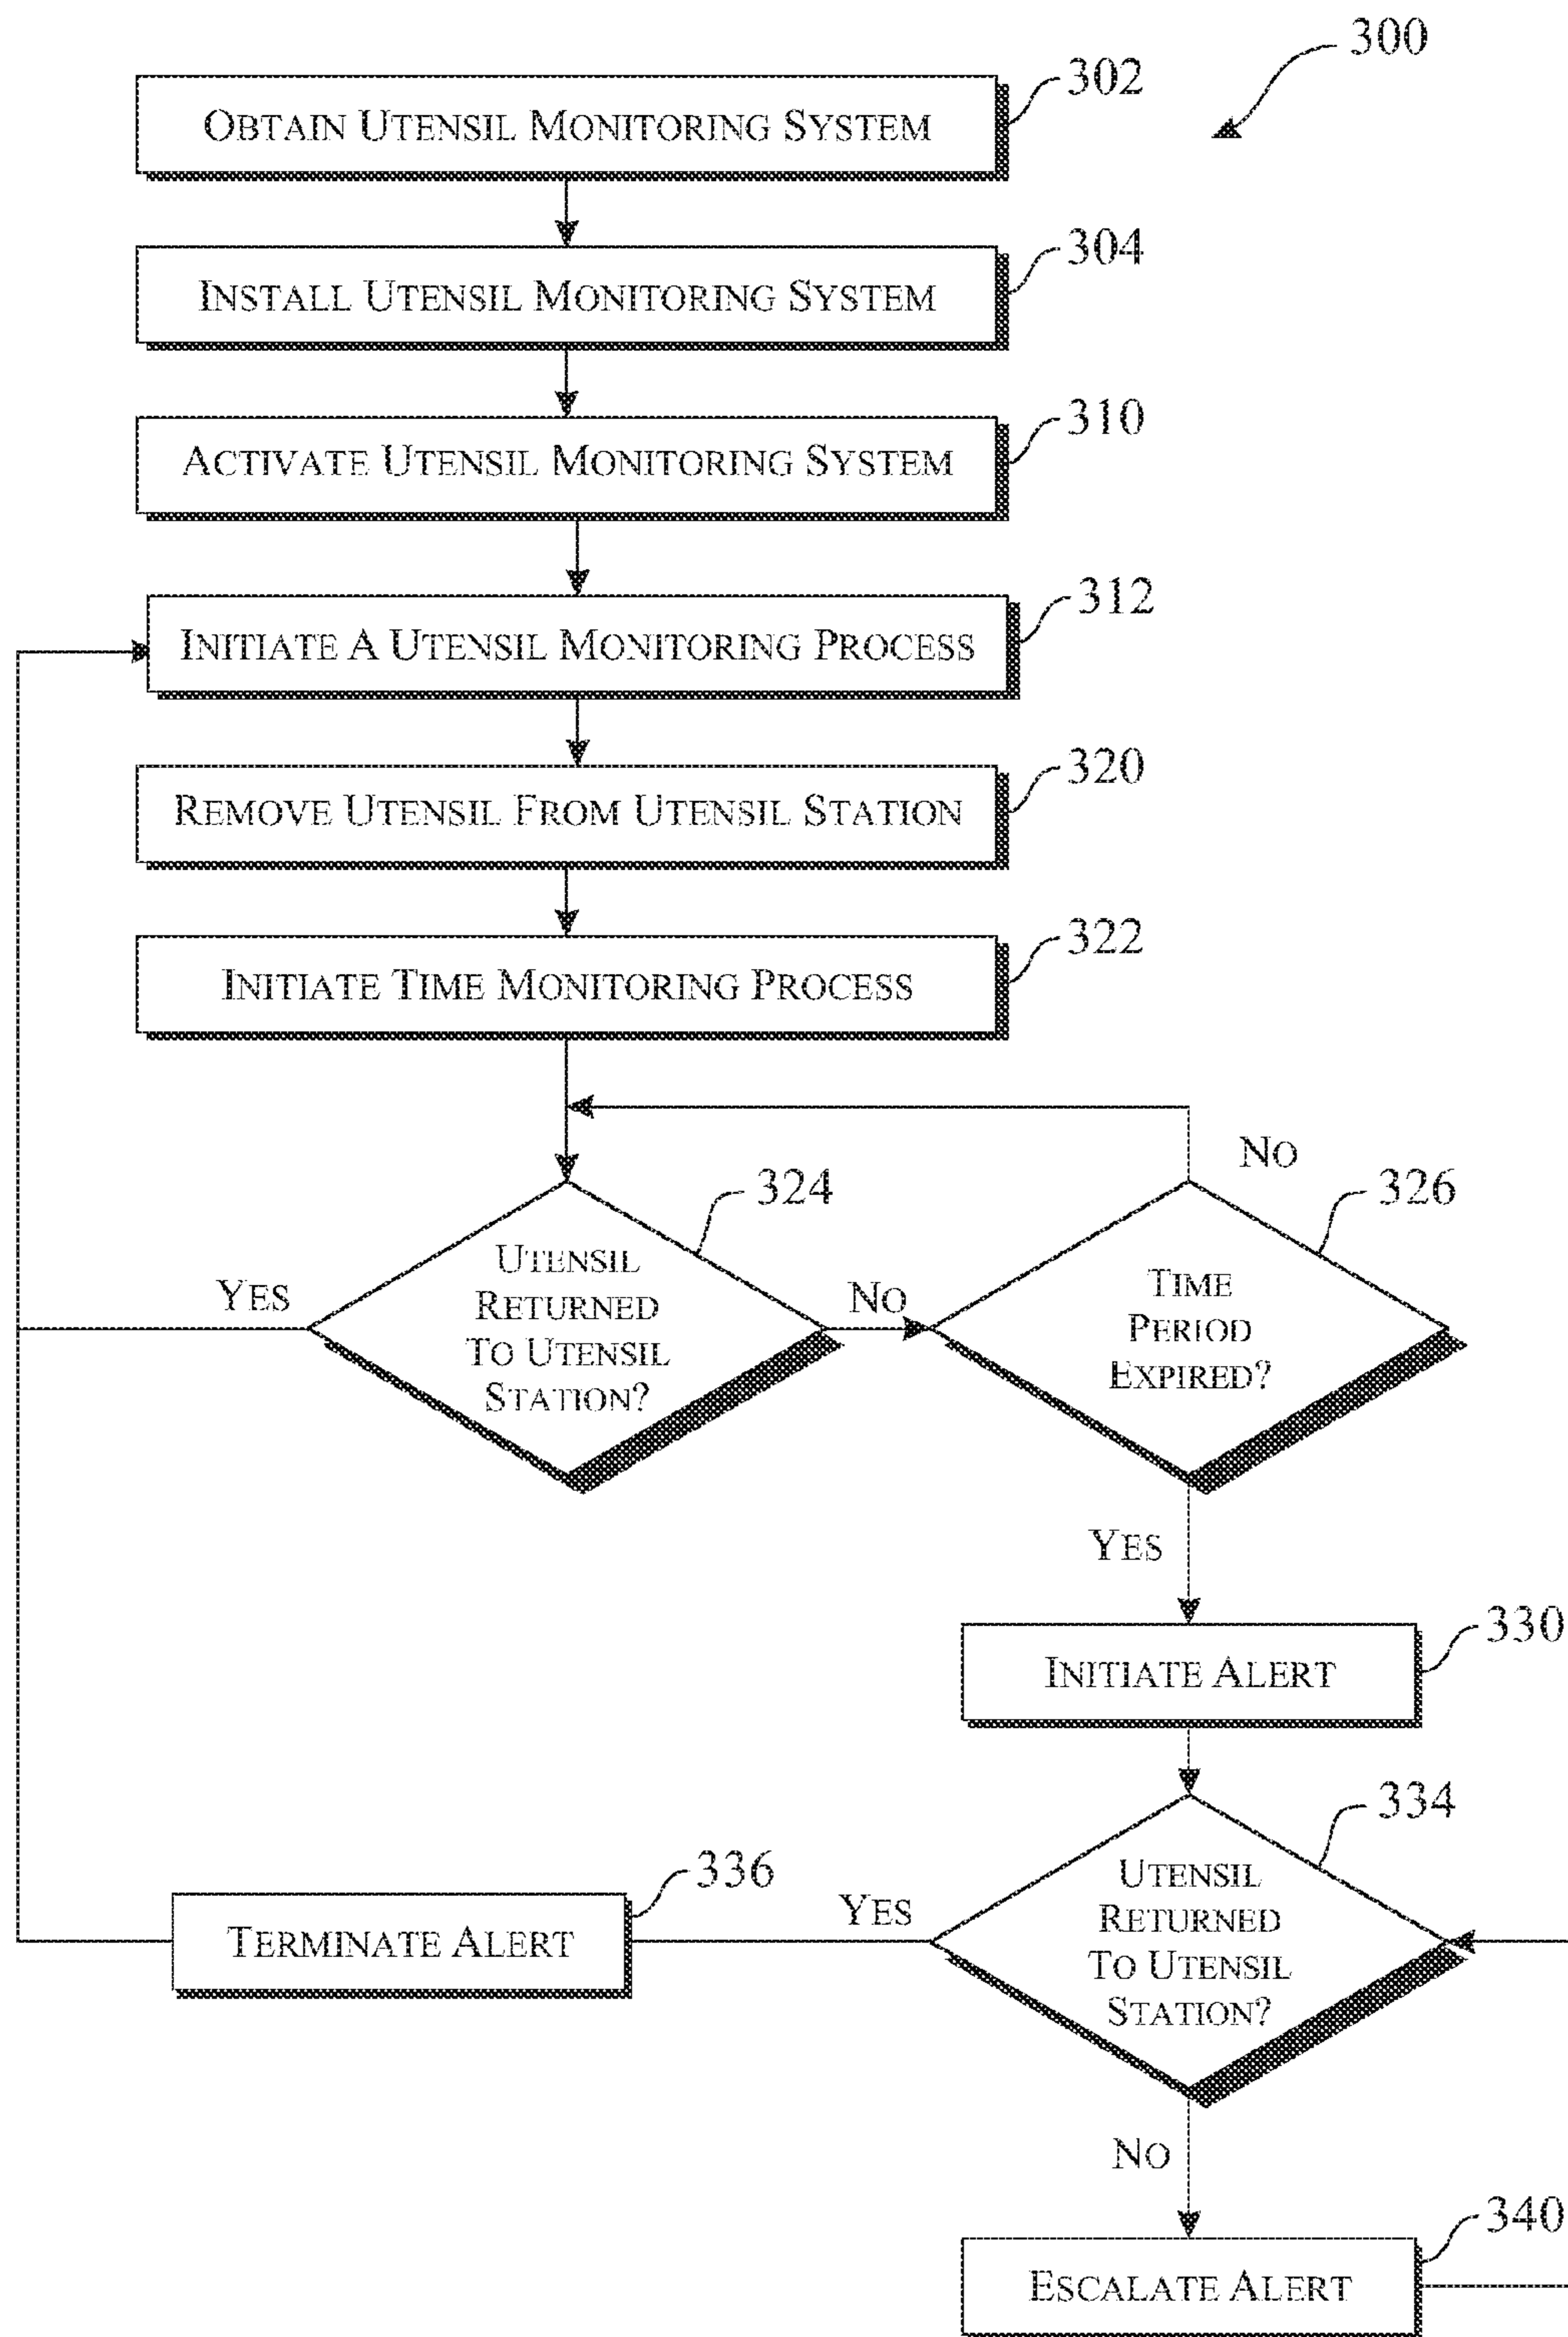 300
302
OBTAIN UTENSIL MONITORING SYSTEM
304
INSTALL UTENSIL MONITORING SYSTEM
310
ACTIVATE UTENSIL MONITORING SYSTEM
312
INITIATE A UTENSIL MONITORING PROCESS
320
REMOVE UTENSIL FROM UTENSIL STATION
322
INITIATE TIME MONITORING PROCESS
324
UTENSIL
RETURNED
TO UTENSIL
STATION?
YES
NO
326
TIME
PERIOD
EXPIRED?
NO
YES
330
INITIATE ALERT
334
UTENSIL
RETURNED
TO UTENSIL
STATION?
YES
336
TERMINATE ALERT
NO
340
ESCALATE ALERT